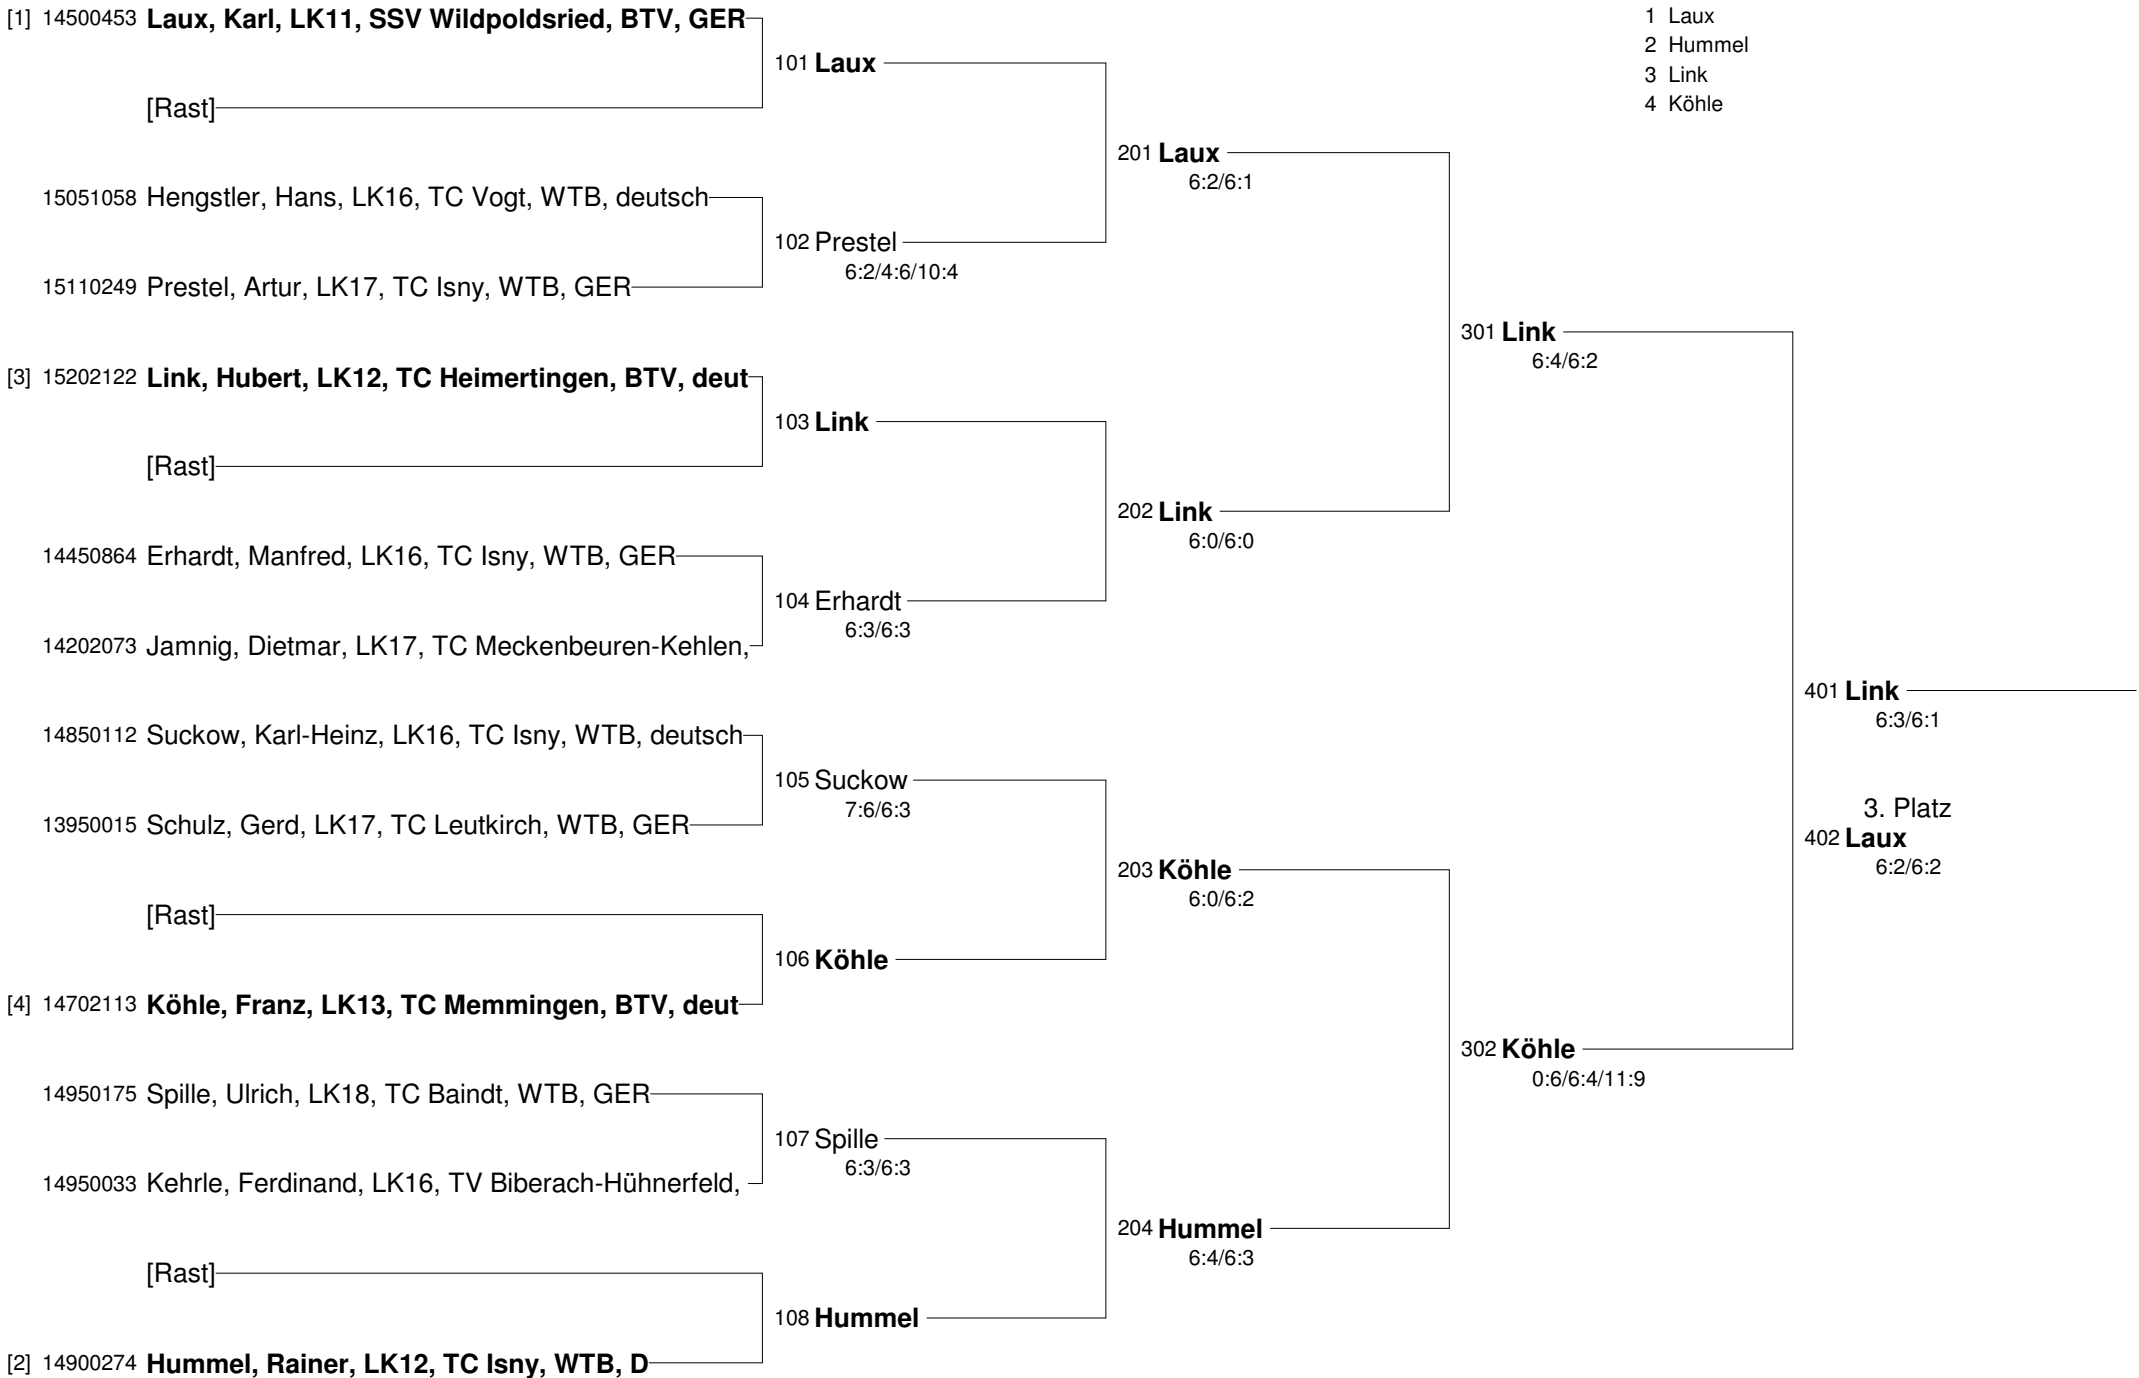 [1] 14500453 Laux, Karl, LK11, SSV Wildpoldsried, BTV, GER
[Rast]
15051058 Hengstler, Hans, LK16, TC Vogt, WTB, deutsch
15110249 Prestel, Artur, LK17, TC Isny, WTB, GER
[3] 15202122 Link, Hubert, LK12, TC Heimertingen, BTV, deut
[Rast]
14450864 Erhardt, Manfred, LK16, TC Isny, WTB, GER
14202073 Jamnig, Dietmar, LK17, TC Meckenbeuren-Kehlen,
14850112 Suckow, Karl-Heinz, LK16, TC Isny, WTB, deutsch
13950015 Schulz, Gerd, LK17, TC Leutkirch, WTB, GER
[Rast]
[4] 14702113 Köhle, Franz, LK13, TC Memmingen, BTV, deut
14950175 Spille, Ulrich, LK18, TC Baindt, WTB, GER
14950033 Kehrle, Ferdinand, LK16, TV Biberach-Hühnerfeld,
[Rast]
[2] 14900274 Hummel, Rainer, LK12, TC Isny, WTB, D
101 Laux
102 Prestel
6:2/4:6/10:4
103 Link
104 Erhardt
6:3/6:3
105 Suckow
7:6/6:3
106 Köhle
107 Spille
6:3/6:3
108 Hummel
201 Laux
6:2/6:1
202 Link
6:0/6:0
203 Köhle
6:0/6:2
204 Hummel
6:4/6:3
301 Link
6:4/6:2
302 Köhle
0:6/6:4/11:9
401 Link
6:3/6:1
3. Platz
402 Laux
6:2/6:2
1 Laux
2 Hummel
3 Link
4 Köhle